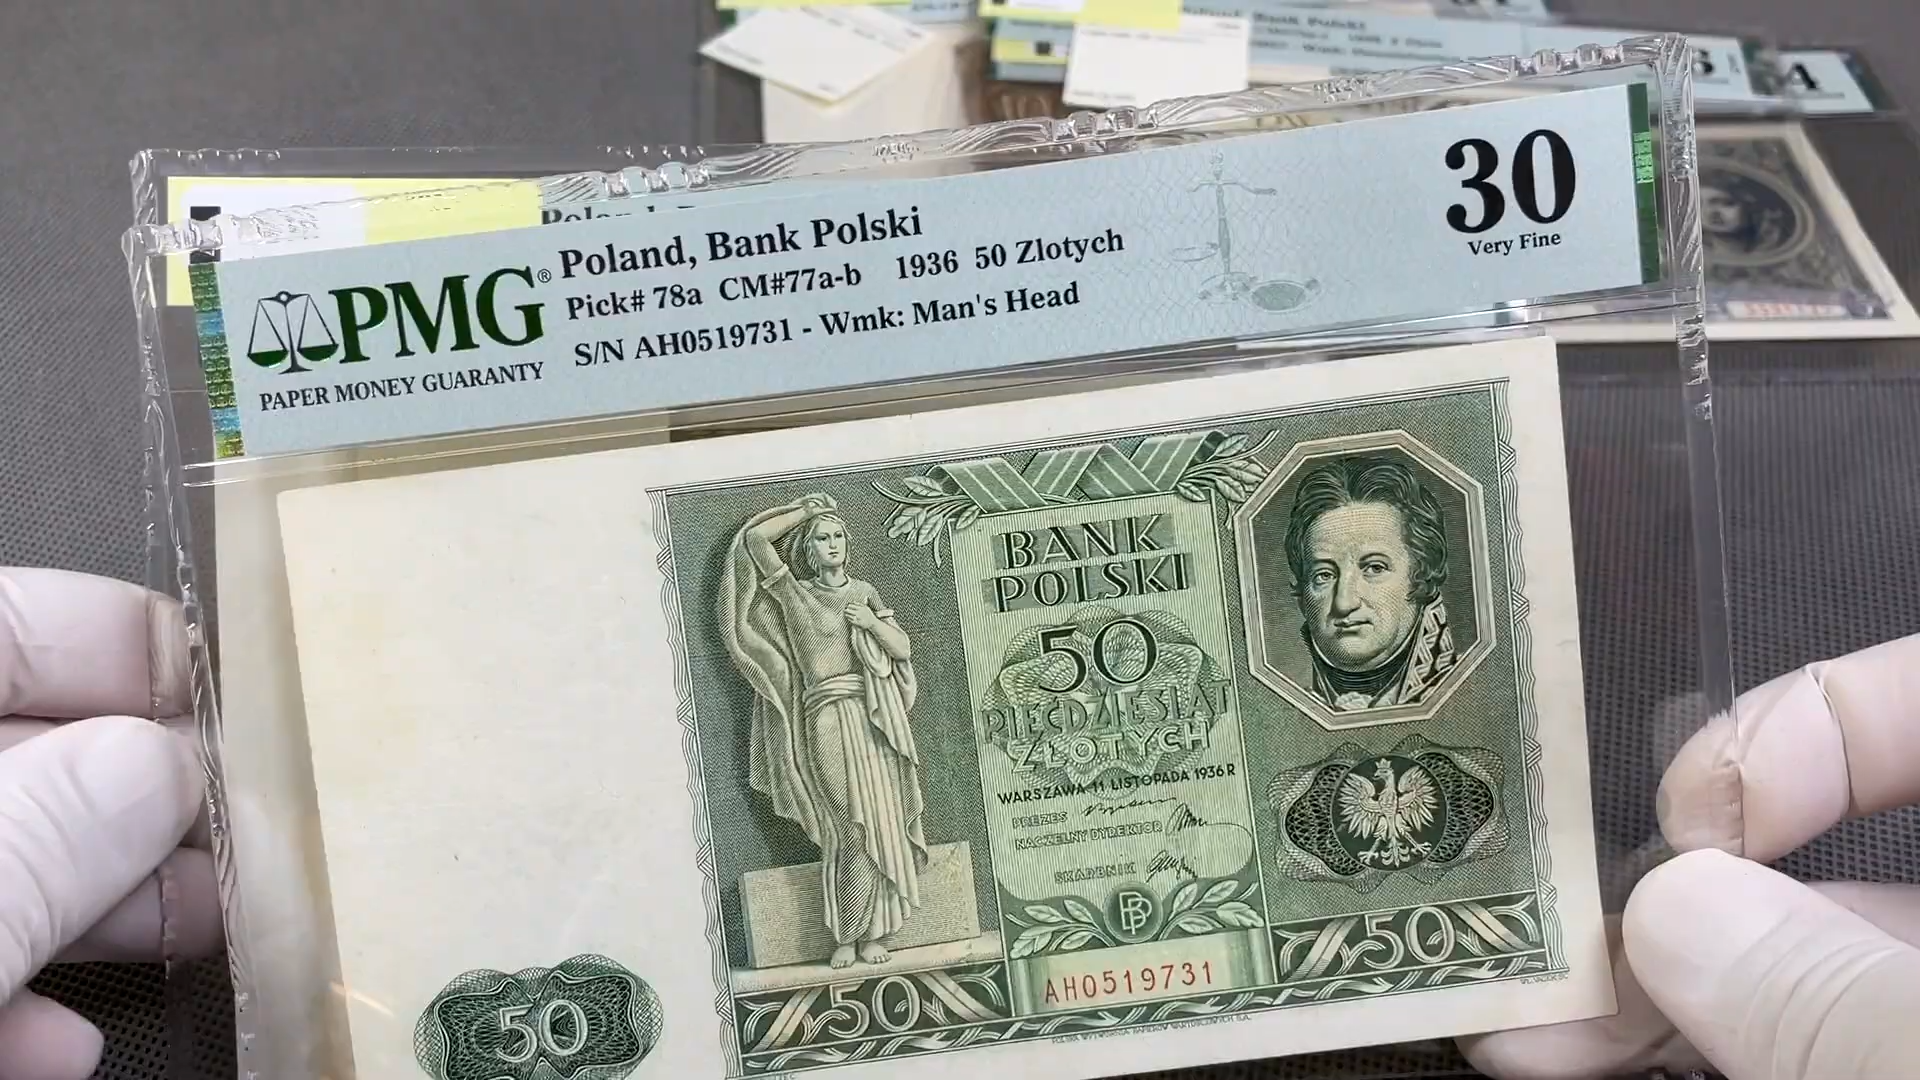 Poland, Bank Polski
Pick# 78a CM#77a-b 1936 50 Zlotych
S/N AH0519731 - Wmk: Man's Head
PMG®
PAPER MONEY GUARANTY
30
Very Fine
BANK
POLSKI
50
PIĘĆDZIESIĄT
ZŁOTYCH
WARSZAWA 11 LISTOPADA 1936 R
PREZES
NACZELNY DYREKTOR
SKARBNIK
BP
50
50
AH0519731
50